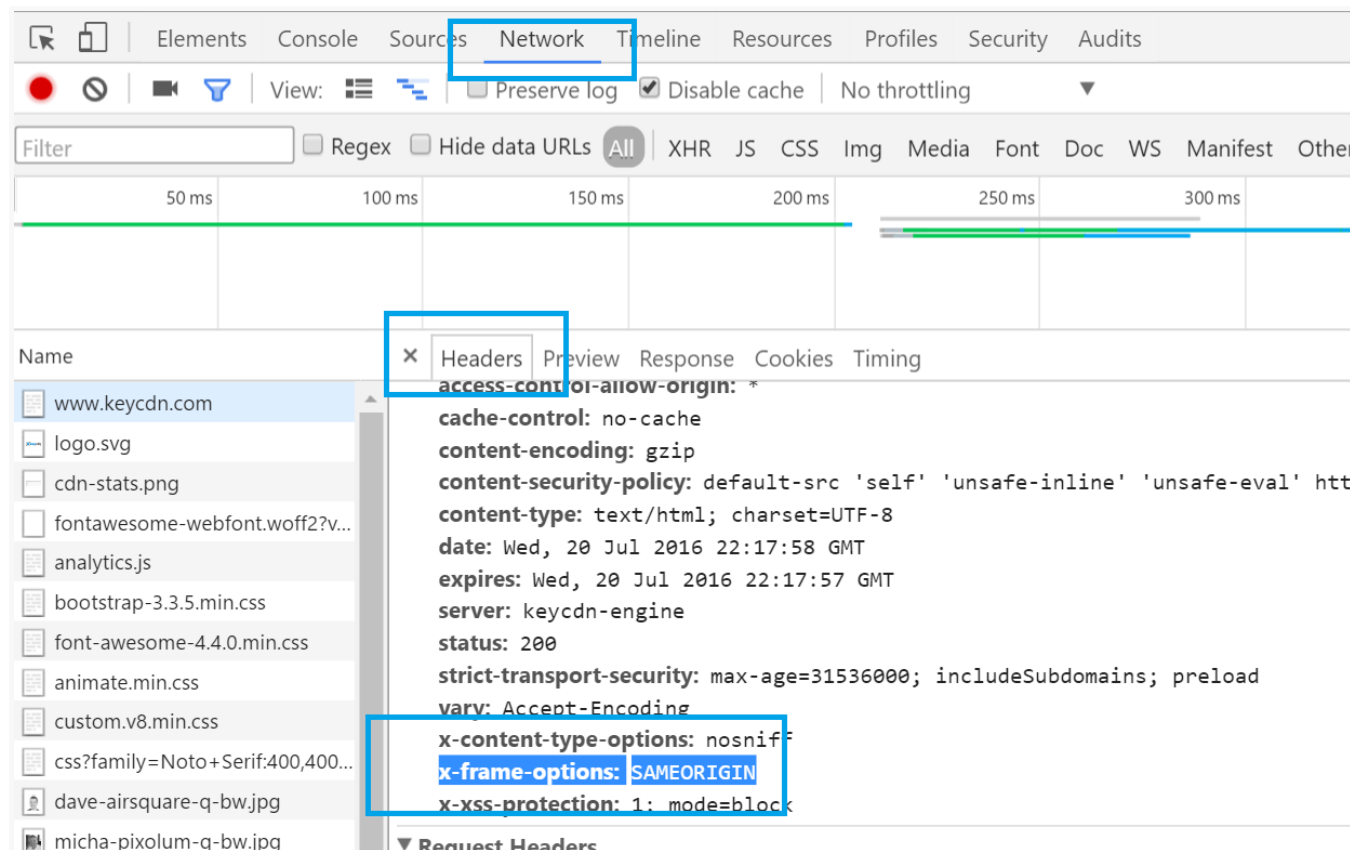 Elements Console Sources Network Timeline Resources Profiles Security Audits
View: Preserve log Disable cache No throttling
Filter Regex Hide data URLs All XHR JS CSS Img Media Font Doc WS Manifest Other
50 ms 100 ms 150 ms 200 ms 250 ms 300 ms
Name
× Headers Preview Response Cookies Timing
www.keycdn.com
logo.svg
cdn-stats.png
fontawesome-webfont.woff2?v...
analytics.js
bootstrap-3.3.5.min.css
font-awesome-4.4.0.min.css
animate.min.css
custom.v8.min.css
css?family=Noto+Serif:400,400...
dave-airsquare-q-bw.jpg
micha-pixolum-q-bw.jpg
access-control-allow-origin: *
cache-control: no-cache
content-encoding: gzip
content-security-policy: default-src 'self' 'unsafe-inline' 'unsafe-eval' htt
content-type: text/html; charset=UTF-8
date: Wed, 20 Jul 2016 22:17:58 GMT
expires: Wed, 20 Jul 2016 22:17:57 GMT
server: keycdn-engine
status: 200
strict-transport-security: max-age=31536000; includeSubdomains; preload
vary: Accept-Encoding
x-content-type-options: nosniff
x-frame-options: SAMEORIGIN
x-xss-protection: 1; mode=block
Request Headers